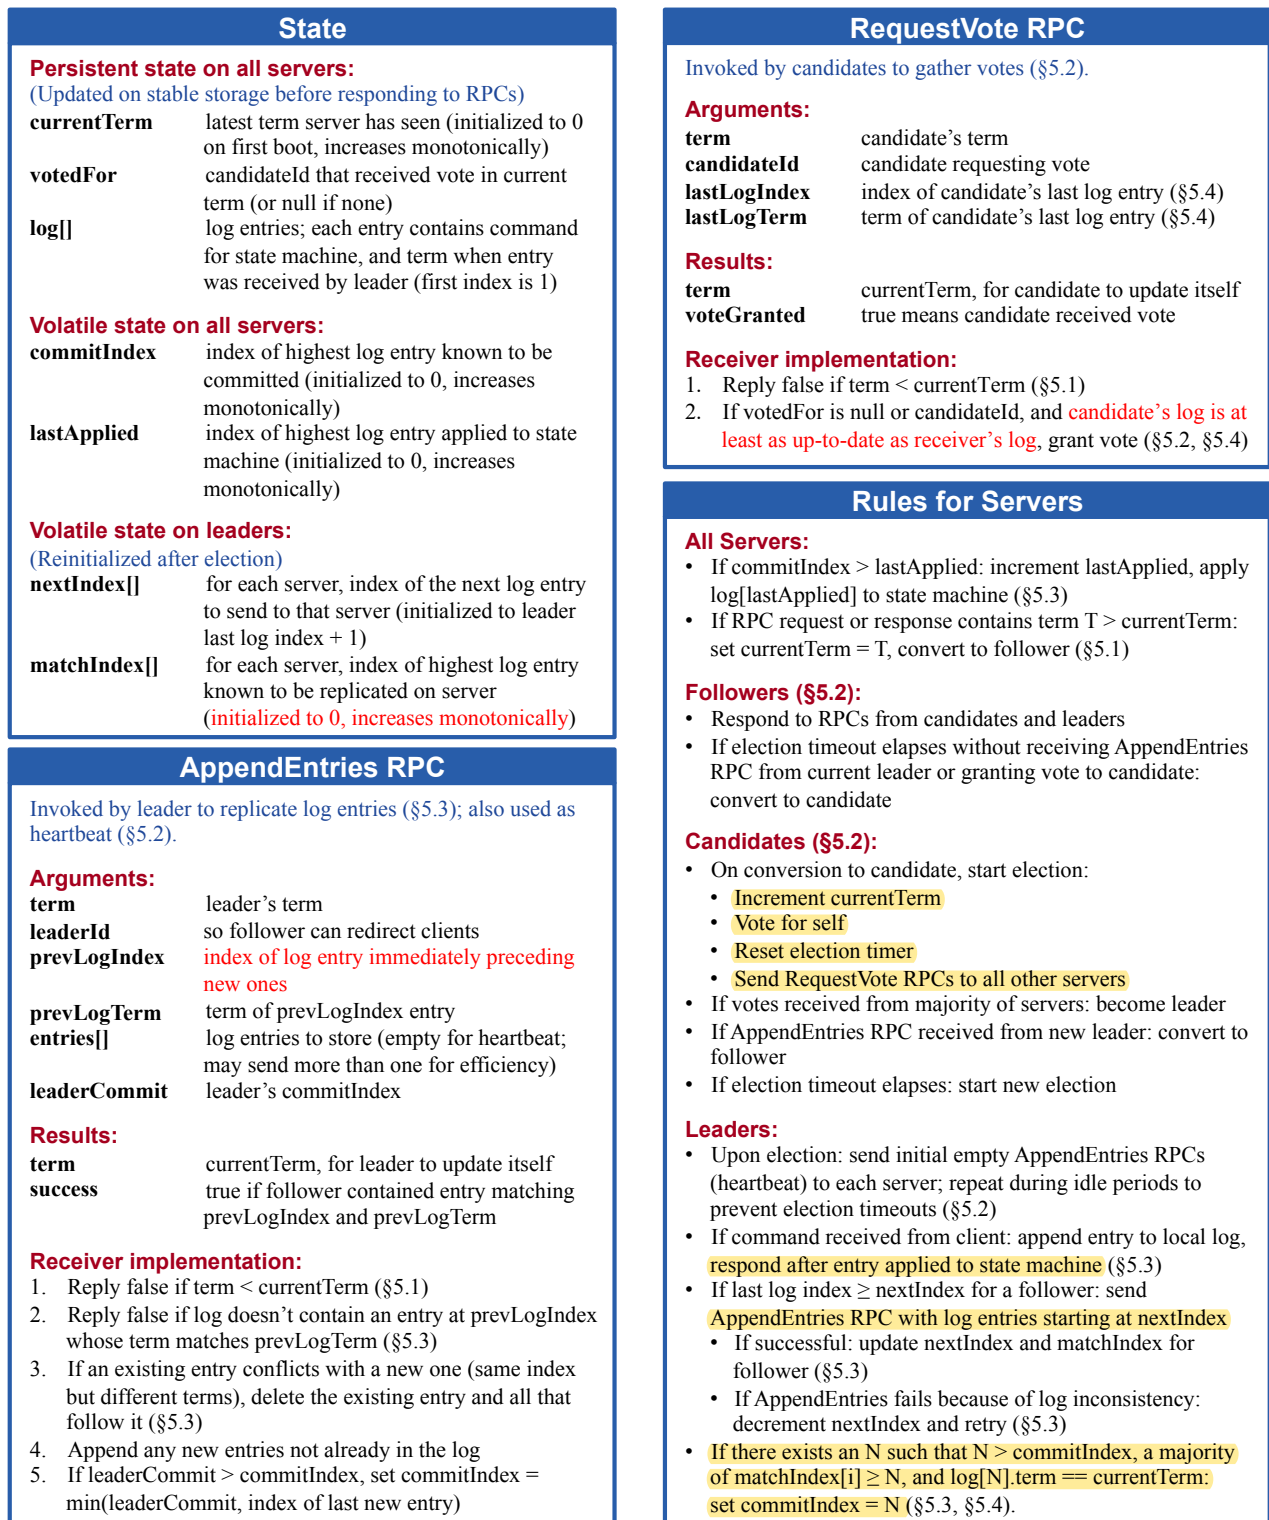 State
Persistent state on all servers:
(Updated on stable storage before responding to RPCs)
currentTerm latest term server has seen (initialized to 0
on first boot, increases monotonically)
votedFor candidateId that received vote in current
term (or null if none)
log[] log entries; each entry contains command
for state machine, and term when entry
was received by leader (first index is 1)
Volatile state on all servers:
commitIndex index of highest log entry known to be
committed (initialized to 0, increases
monotonically)
lastApplied index of highest log entry applied to state
machine (initialized to 0, increases
monotonically)
Volatile state on leaders:
(Reinitialized after election)
nextIndex[] for each server, index of the next log entry
to send to that server (initialized to leader
last log index + 1)
matchIndex[] for each server, index of highest log entry
known to be replicated on server
(initialized to 0, increases monotonically)
AppendEntries RPC
Invoked by leader to replicate log entries (§5.3); also used as
heartbeat (§5.2).
Arguments:
term leader’s term
leaderId so follower can redirect clients
prevLogIndex index of log entry immediately preceding
new ones
prevLogTerm term of prevLogIndex entry
entries[] log entries to store (empty for heartbeat;
may send more than one for efficiency)
leaderCommit leader’s commitIndex
Results:
term currentTerm, for leader to update itself
success true if follower contained entry matching
prevLogIndex and prevLogTerm
Receiver implementation:
1. Reply false if term < currentTerm (§5.1)
2. Reply false if log doesn’t contain an entry at prevLogIndex
whose term matches prevLogTerm (§5.3)
3. If an existing entry conflicts with a new one (same index
but different terms), delete the existing entry and all that
follow it (§5.3)
4. Append any new entries not already in the log
5. If leaderCommit > commitIndex, set commitIndex =
min(leaderCommit, index of last new entry)
RequestVote RPC
Invoked by candidates to gather votes (§5.2).
Arguments:
term candidate’s term
candidateId candidate requesting vote
lastLogIndex index of candidate’s last log entry (§5.4)
lastLogTerm term of candidate’s last log entry (§5.4)
Results:
term currentTerm, for candidate to update itself
voteGranted true means candidate received vote
Receiver implementation:
1. Reply false if term < currentTerm (§5.1)
2. If votedFor is null or candidateId, and candidate’s log is at
least as up-to-date as receiver’s log, grant vote (§5.2, §5.4)
Rules for Servers
All Servers:
• If commitIndex > lastApplied: increment lastApplied, apply
log[lastApplied] to state machine (§5.3)
• If RPC request or response contains term T > currentTerm:
set currentTerm = T, convert to follower (§5.1)
Followers (§5.2):
• Respond to RPCs from candidates and leaders
• If election timeout elapses without receiving AppendEntries
RPC from current leader or granting vote to candidate:
convert to candidate
Candidates (§5.2):
• On conversion to candidate, start election:
• Increment currentTerm
• Vote for self
• Reset election timer
• Send RequestVote RPCs to all other servers
• If votes received from majority of servers: become leader
• If AppendEntries RPC received from new leader: convert to
follower
• If election timeout elapses: start new election
Leaders:
• Upon election: send initial empty AppendEntries RPCs
(heartbeat) to each server; repeat during idle periods to
prevent election timeouts (§5.2)
• If command received from client: append entry to local log,
respond after entry applied to state machine (§5.3)
• If last log index ≥ nextIndex for a follower: send
AppendEntries RPC with log entries starting at nextIndex
• If successful: update nextIndex and matchIndex for
follower (§5.3)
• If AppendEntries fails because of log inconsistency:
decrement nextIndex and retry (§5.3)
• If there exists an N such that N > commitIndex, a majority
of matchIndex[i] ≥ N, and log[N].term == currentTerm:
set commitIndex = N (§5.3, §5.4).